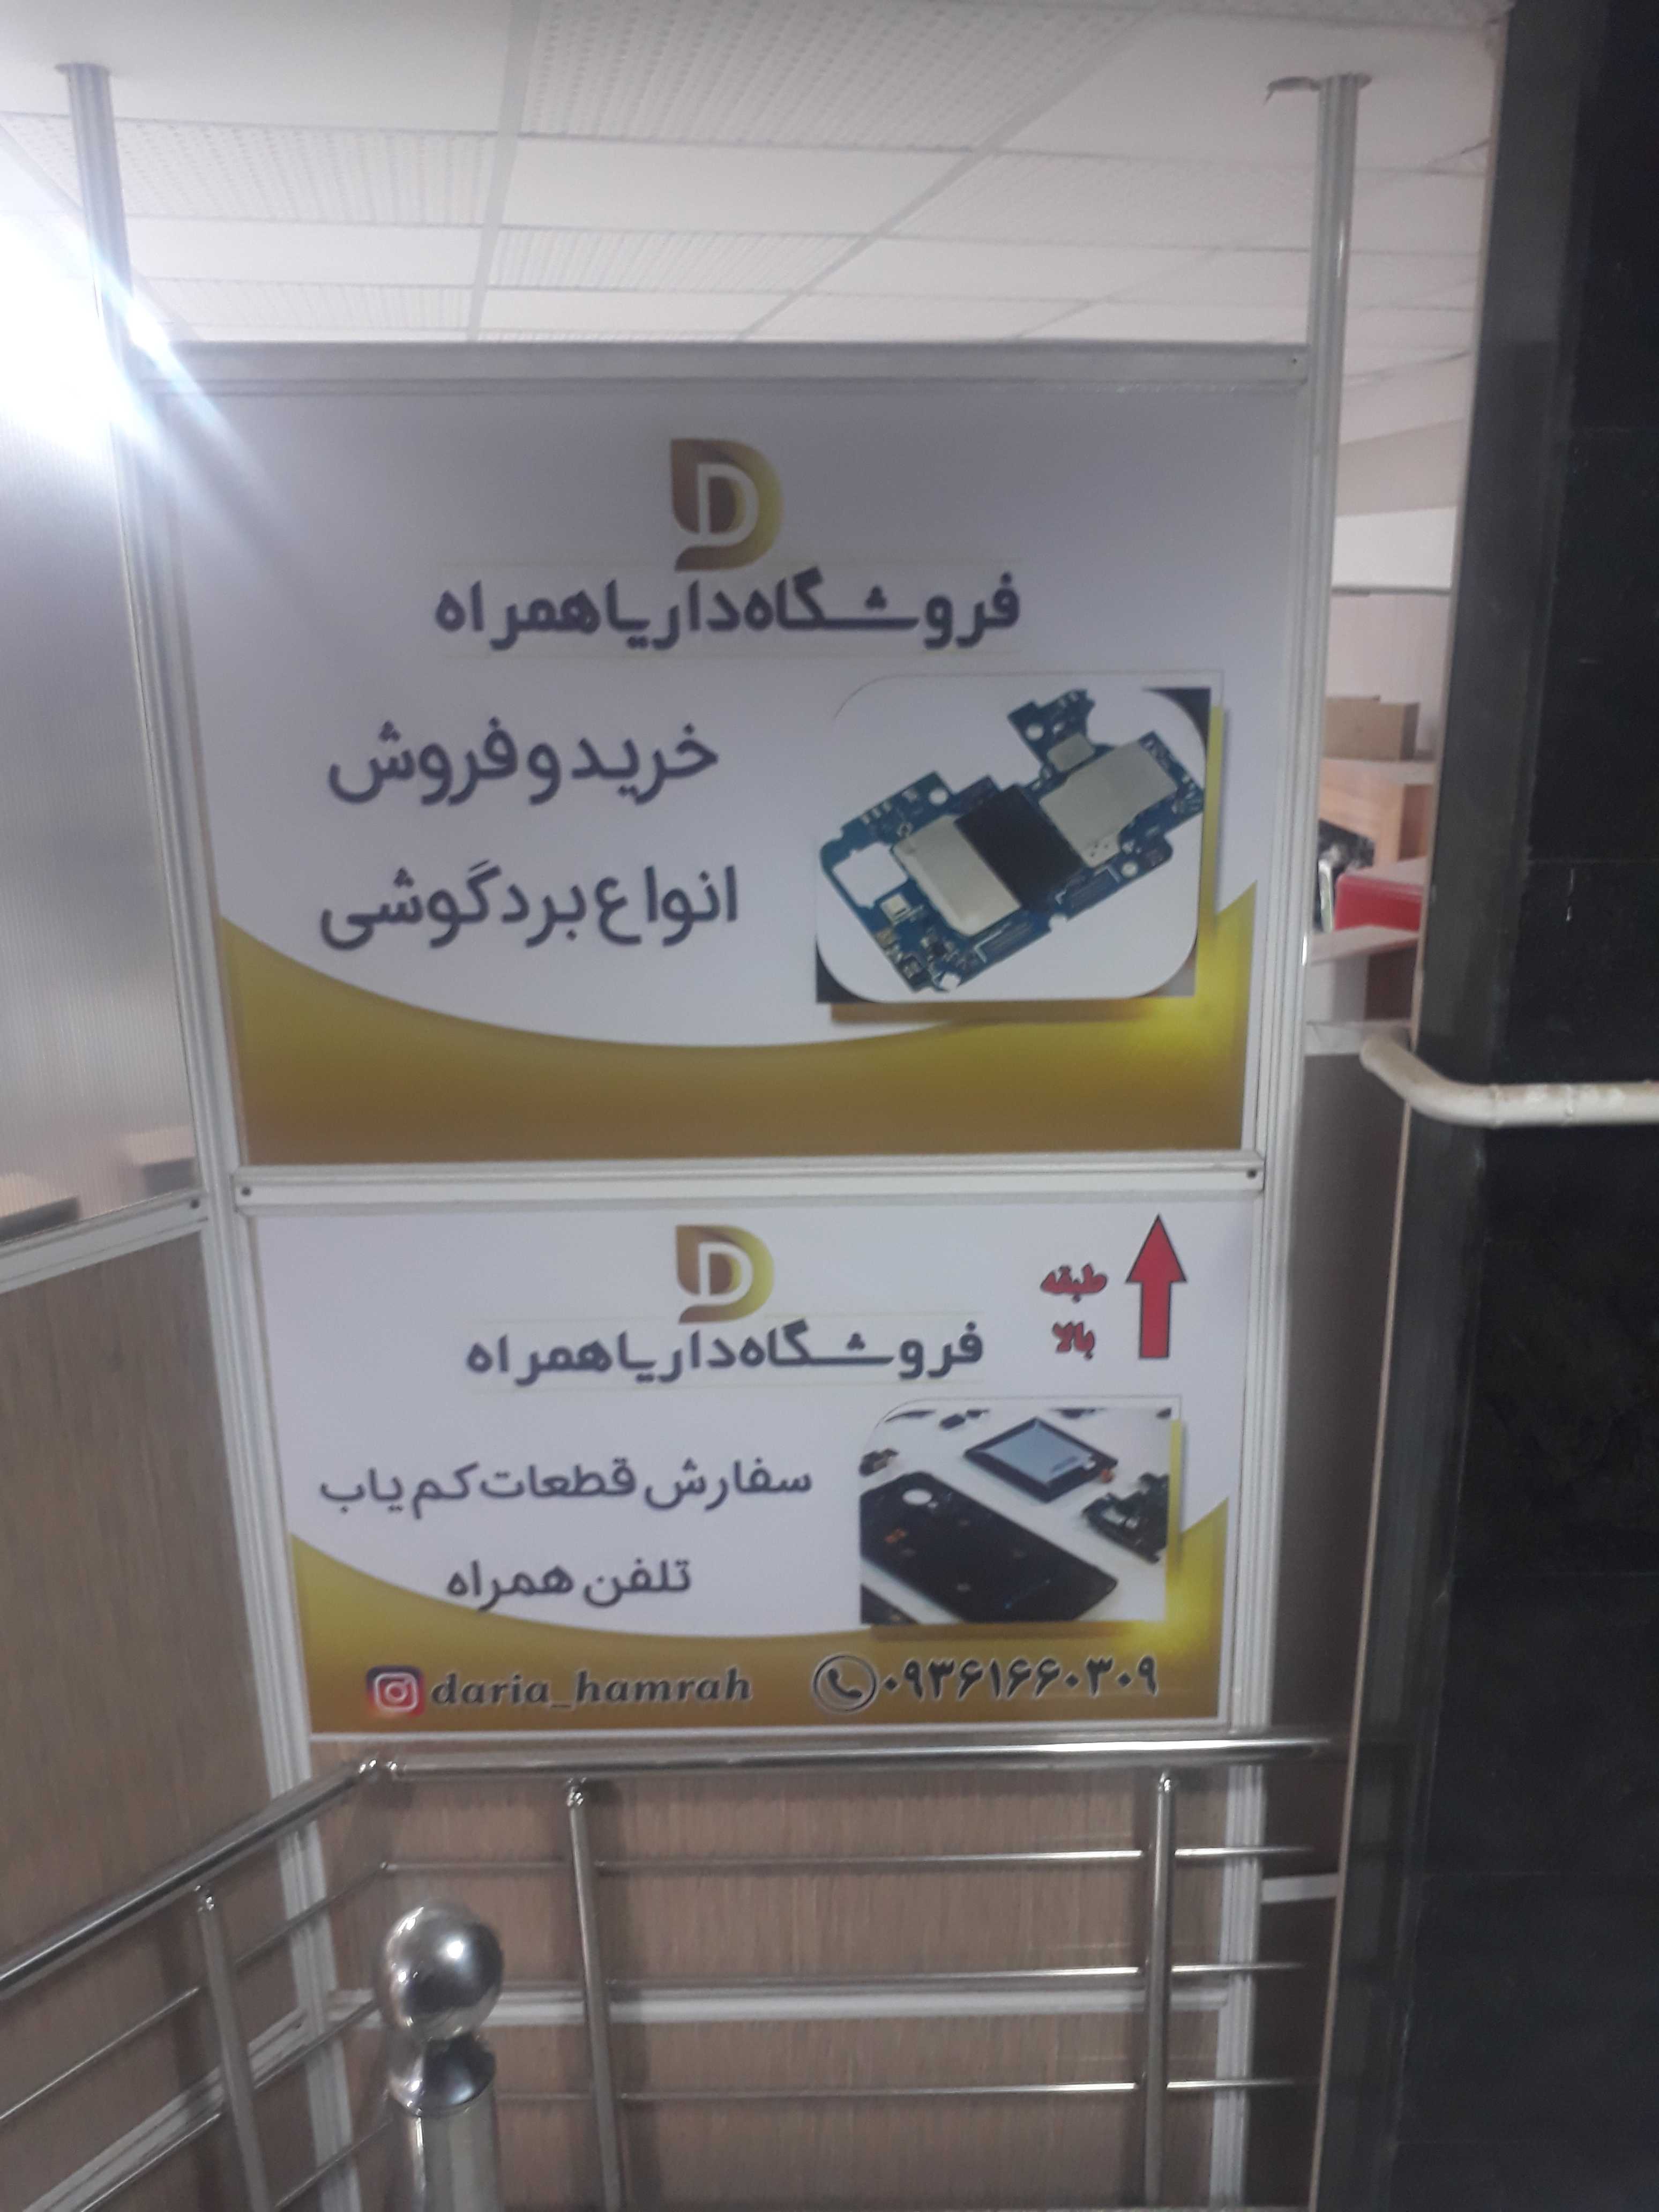 D
فروشگاه داریا همراه
خرید و فروش
انواع برد گوشی
D
طبقه
بالا
فروشگاه داریا همراه
سفارش قطعات کم یاب
تلفن همراه
daria_hamrah
۰۹۳۶۱۶۶۰۳۰۹